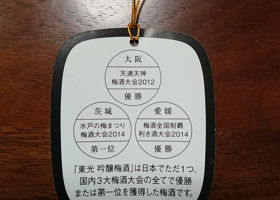 大阪
天満天神
梅酒大会2012
優勝
茨城
水戸の梅まつり
梅酒大会2014
第一位
愛媛
梅酒全国制覇
利き酒大会2014
優勝
「東光 吟醸梅酒」は日本でただ1つ、
国内3大梅酒大会の全てで優勝
または第一位を獲得した梅酒です。